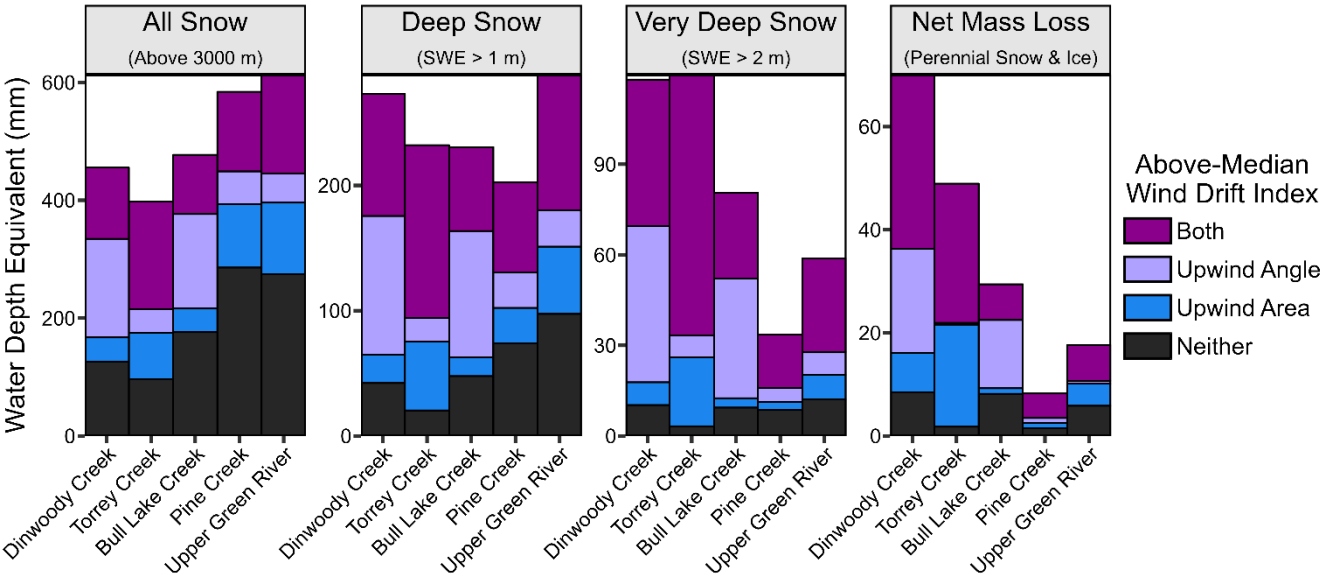 All Snow
(Above 3000 m)
Deep Snow
(SWE > 1 m)
Very Deep Snow
(SWE > 2 m)
Net Mass Loss
(Perennial Snow & Ice)
Water Depth Equivalent (mm)
600
400
200
0
200
100
0
90
60
30
0
60
40
20
0
Dinwoody Creek
Torrey Creek
Bull Lake Creek
Pine Creek
Upper Green River
Dinwoody Creek
Torrey Creek
Bull Lake Creek
Pine Creek
Upper Green River
Dinwoody Creek
Torrey Creek
Bull Lake Creek
Pine Creek
Upper Green River
Dinwoody Creek
Torrey Creek
Bull Lake Creek
Pine Creek
Upper Green River
Above-Median
Wind Drift Index
Both
Upwind Angle
Upwind Area
Neither